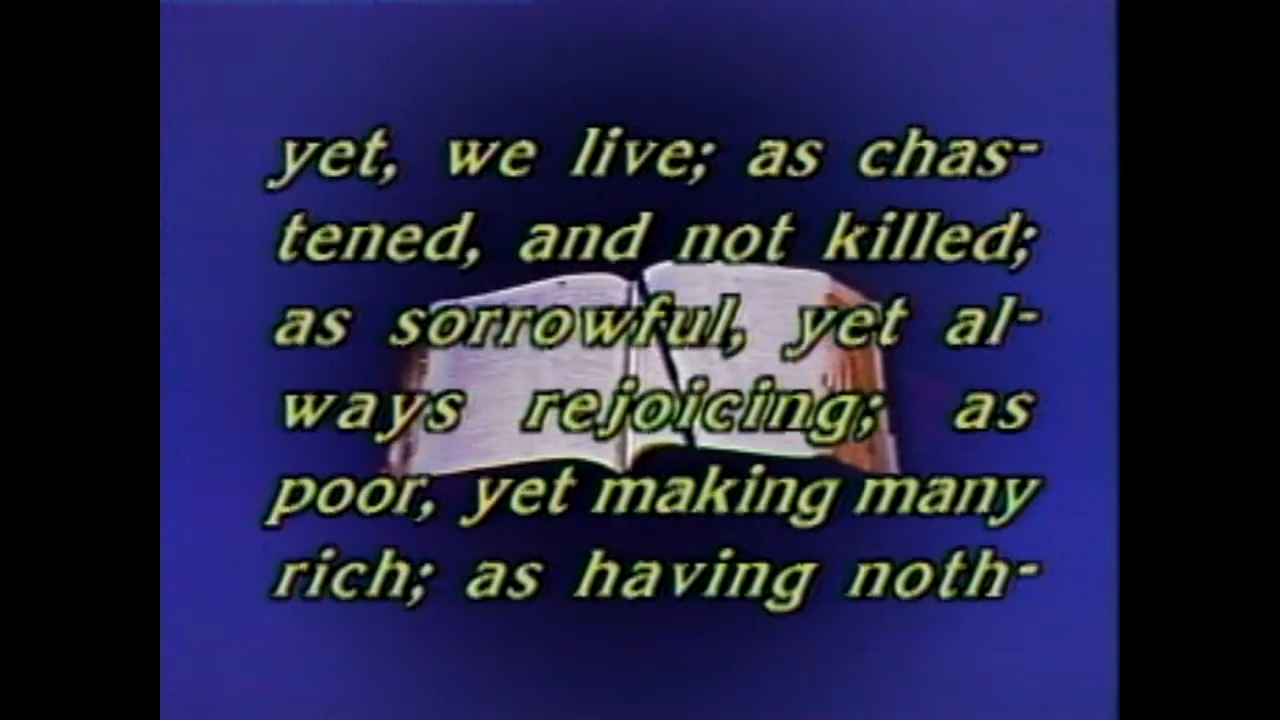 yet, we live; as chas-
tened, and not killed;
as sorrowful, yet al-
ways rejoicing; as
poor, yet making many
rich; as having noth-